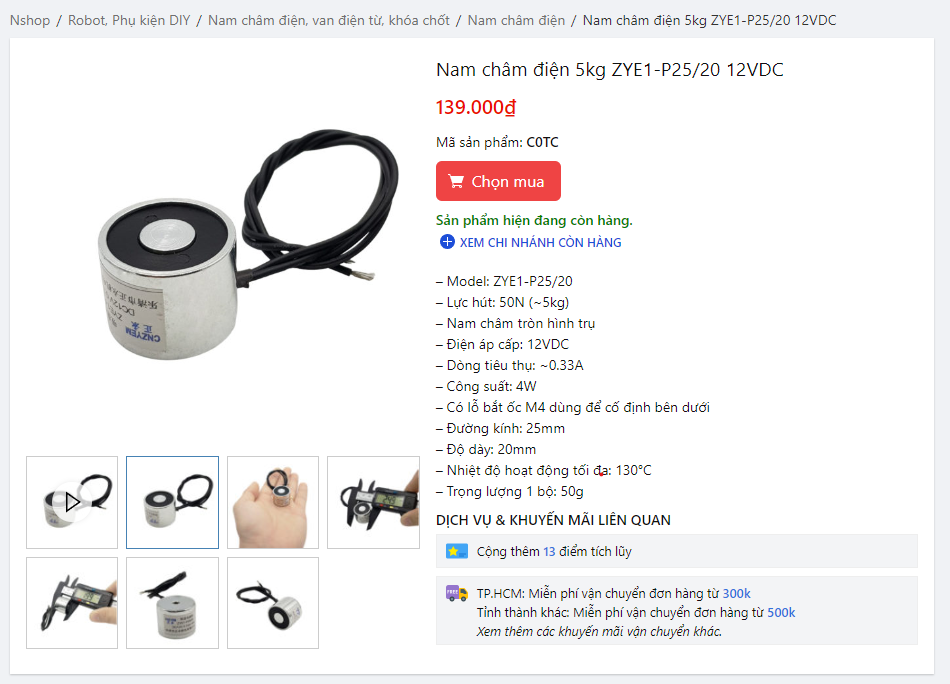 Nshop / Robot, Phụ kiện DIY / Nam châm điện, van điện từ, khóa chốt / Nam châm điện / Nam châm điện 5kg ZYE1-P25/20 12VDC
Nam châm điện 5kg ZYE1-P25/20 12VDC
139.000₫
Mã sản phẩm: C0TC
Chọn mua
Sản phẩm hiện đang còn hàng.
XEM CHI NHÁNH CÒN HÀNG
– Model: ZYE1-P25/20
– Lực hút: 50N (~5kg)
– Nam châm tròn hình trụ
– Điện áp cấp: 12VDC
– Dòng tiêu thụ: ~0.33A
– Công suất: 4W
– Có lỗ bắt ốc M4 dùng để cố định bên dưới
– Đường kính: 25mm
– Độ dày: 20mm
– Nhiệt độ hoạt động tối đa: 130°C
– Trọng lượng 1 bộ: 50g
DỊCH VỤ & KHUYẾN MÃI LIÊN QUAN
Cộng thêm 13 điểm tích lũy
FREE
TP.HCM: Miễn phí vận chuyển đơn hàng từ 300k
Tỉnh thành khác: Miễn phí vận chuyển đơn hàng từ 500k
Xem thêm các khuyến mãi vận chuyển khác.
CNZYEM
正泰
DC12V
ZYE